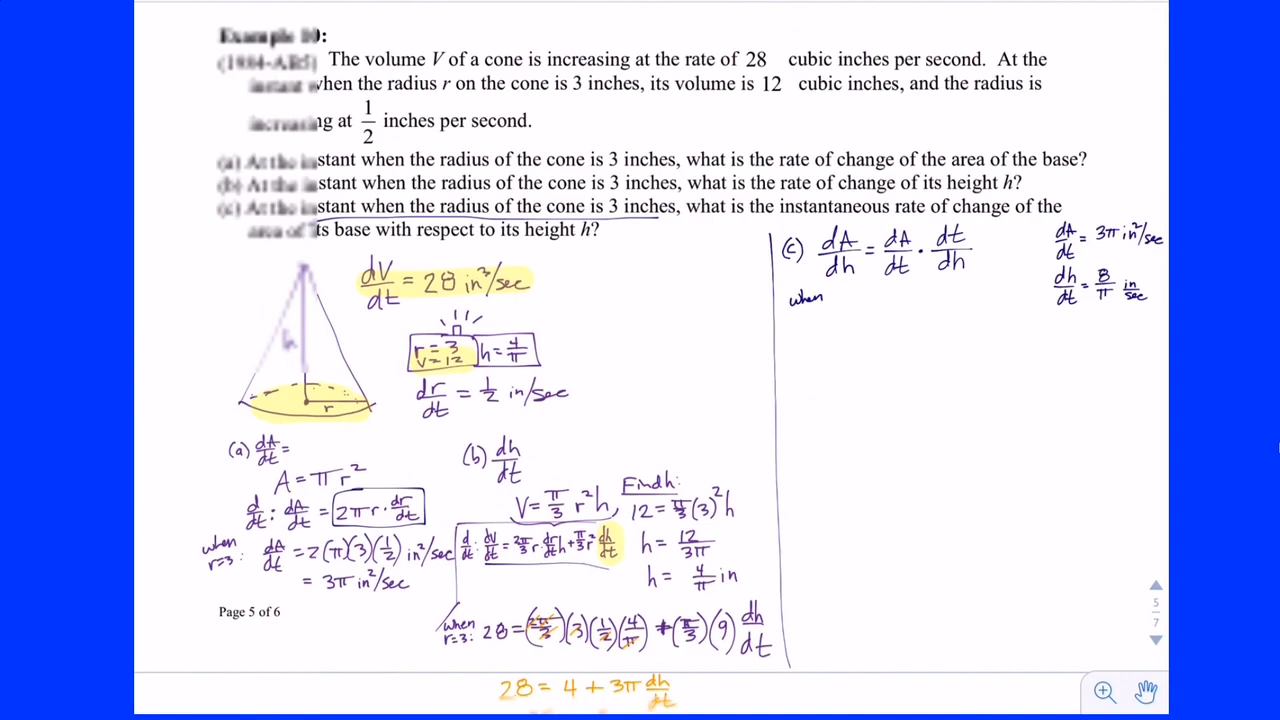 The volume V of a cone is increasing at the rate of 28 cubic inches per second. At the
when the radius r on the cone is 3 inches, its volume is 12 cubic inches, and the radius is
1/2 inches per second.
instant when the radius of the cone is 3 inches, what is the rate of change of the area of the base?
instant when the radius of the cone is 3 inches, what is the rate of change of its height h?
instant when the radius of the cone is 3 inches, what is the instantaneous rate of change of the
its base with respect to its height h?
(c) dA/dh = dA/dt · dt/dh
when
dA/dt = 3π in²/sec
dh/dt = 8/π in/sec
dV/dt = 28 in³/sec
h
r
r = 3
V = 12
h = 4/π
dr/dt = 1/2 in/sec
(a) dA/dt =
A = πr²
d/dt : dA/dt = 2πr · dr/dt
when r=3: dA/dt = 2(π)(3)(1/2) in²/sec
= 3π in²/sec
(b) dh/dt
V = π/3 r²h,
d/dt : dV/dt = 2π/3 r · dr/dt h + π/3 r² dh/dt
Find h:
12 = π/3 (3)² h
h = 12/3π
h = 4/π in
when r=3: 28 = (2π/3)(3)(1/2)(4/π) + (π/3)(9) dh/dt
28 = 4 + 3π dh/dt
Page 5 of 6
5
7